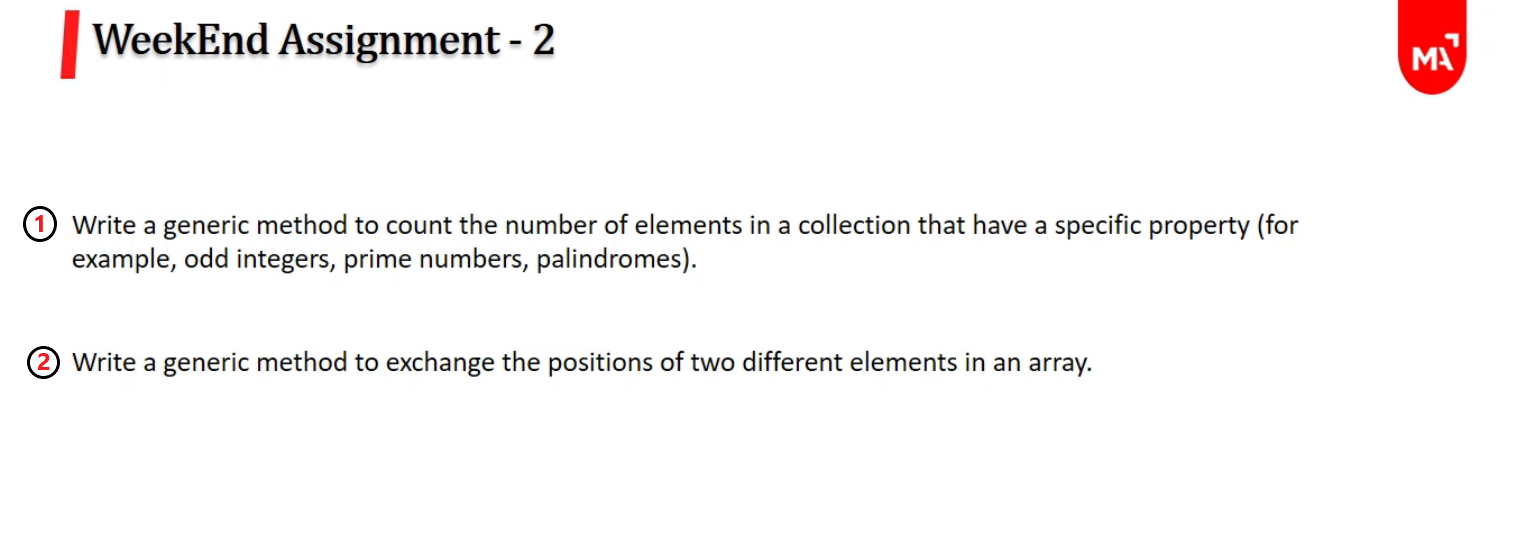 WeekEnd Assignment - 2
MA
1 Write a generic method to count the number of elements in a collection that have a specific property (for
example, odd integers, prime numbers, palindromes).
2 Write a generic method to exchange the positions of two different elements in an array.